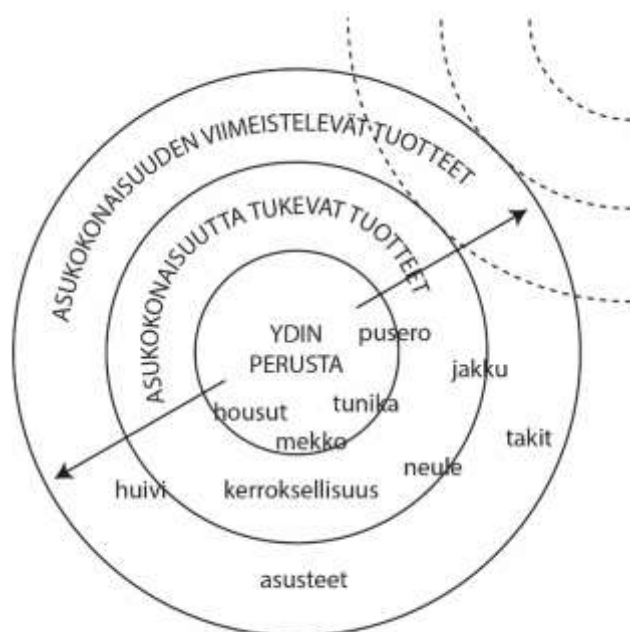 ASUKOKONAISUUDEN VIIMEISTELEVÄT TUOTTEET
ASUKOKONAISUUTTA TUKEVAT TUOTTEET
YDIN
PERUSTA
pusero
jakku
housut
tunika
mekko
takit
huivi
kerroksellisuus
neule
asusteet